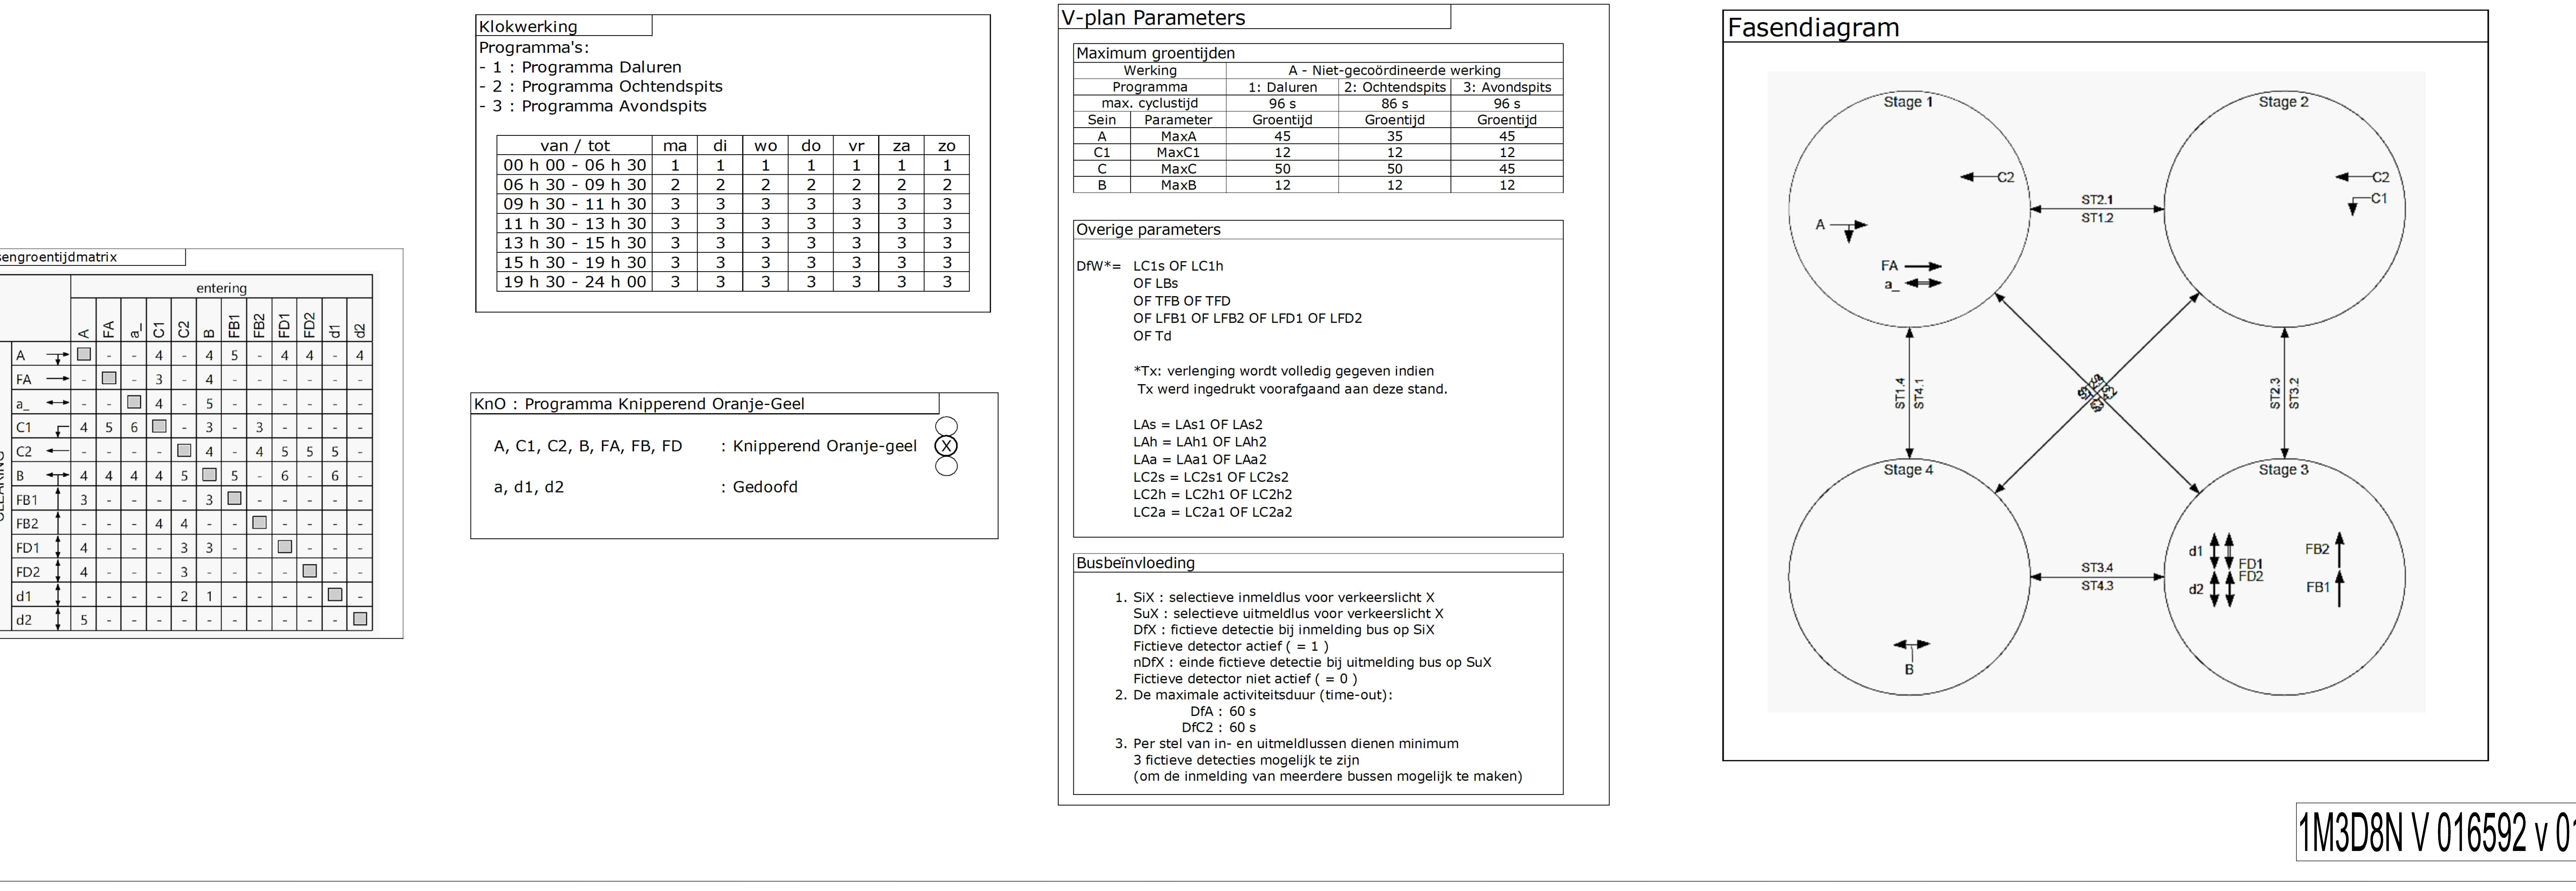 sengroentijdmatrix
entering
A FA a_ C1 C2 B FB1 FB2 FD1 FD2 d1 d2
A - - 4 - 4 5 - 4 4 - 4
FA - - 3 - 4 - - - - - -
a_ - - 4 - 5 - - - - - -
C1 4 5 6 - 3 - 3 - - - -
C2 - - - - 4 - 4 5 5 5 -
B 4 4 4 4 5 5 - 6 - 6 -
FB1 3 - - - - 3 - - - - -
FB2 - - - 4 4 - - - - - -
FD1 4 - - - 3 3 - - - - -
FD2 4 - - - 3 - - - - - -
d1 - - - - 2 1 - - - - -
d2 5 - - - - - - - - - -
Klokwerking
Programma's:
- 1 : Programma Daluren
- 2 : Programma Ochtendspits
- 3 : Programma Avondspits
van / tot ma di wo do vr za zo
00 h 00 - 06 h 30 1 1 1 1 1 1 1
06 h 30 - 09 h 30 2 2 2 2 2 2 2
09 h 30 - 11 h 30 3 3 3 3 3 3 3
11 h 30 - 13 h 30 3 3 3 3 3 3 3
13 h 30 - 15 h 30 3 3 3 3 3 3 3
15 h 30 - 19 h 30 3 3 3 3 3 3 3
19 h 30 - 24 h 00 3 3 3 3 3 3 3
KnO : Programma Knipperend Oranje-Geel
A, C1, C2, B, FA, FB, FD : Knipperend Oranje-geel X
a, d1, d2 : Gedoofd
V-plan Parameters
Maximum groentijden
Werking A - Niet-gecoördineerde werking
Programma 1: Daluren 2: Ochtendspits 3: Avondspits
max. cyclustijd 96 s 86 s 96 s
Sein Parameter Groentijd Groentijd Groentijd
A MaxA 45 35 45
C1 MaxC1 12 12 12
C MaxC 50 50 45
B MaxB 12 12 12
Overige parameters
DfW*= LC1s OF LC1h
OF LBs
OF TFB OF TFD
OF LFB1 OF LFB2 OF LFD1 OF LFD2
OF Td
*Tx: verlenging wordt volledig gegeven indien
Tx werd ingedrukt voorafgaand aan deze stand.
LAs = LAs1 OF LAs2
LAh = LAh1 OF LAh2
LAa = LAa1 OF LAa2
LC2s = LC2s1 OF LC2s2
LC2h = LC2h1 OF LC2h2
LC2a = LC2a1 OF LC2a2
Busbeïnvloeding
1. SiX : selectieve inmeldlus voor verkeerslicht X
SuX : selectieve uitmeldlus voor verkeerslicht X
DfX : fictieve detectie bij inmelding bus op SiX
Fictieve detector actief ( = 1 )
nDfX : einde fictieve detectie bij uitmelding bus op SuX
Fictieve detector niet actief ( = 0 )
2. De maximale activiteitsduur (time-out):
DfA : 60 s
DfC2 : 60 s
3. Per stel van in- en uitmeldlussen dienen minimum
3 fictieve detecties mogelijk te zijn
(om de inmelding van meerdere bussen mogelijk te maken)
Fasendiagram
Stage 1
C2
A
FA
a_
ST2.1
ST1.2
Stage 2
C2
C1
ST1.4
ST4.1
ST2.3
ST3.2
Stage 4
B
ST3.4
ST4.3
Stage 3
d1
FD1
FD2
d2
FB2
FB1
1M3D8N V 016592 v 01